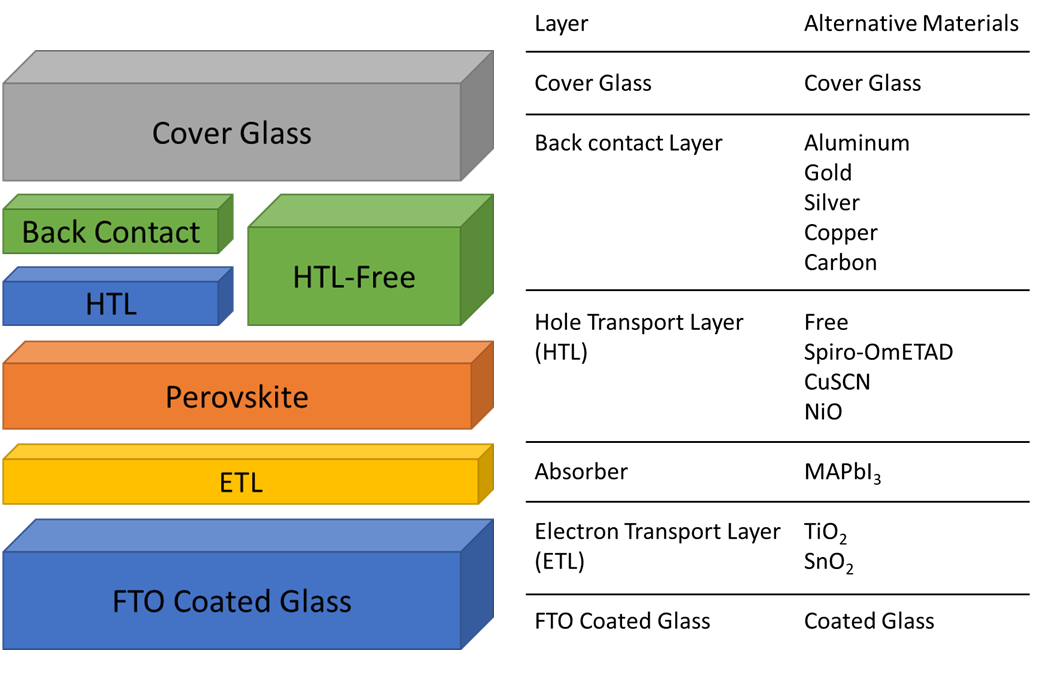 Cover Glass
Back Contact
HTL-Free
HTL
Perovskite
ETL
FTO Coated Glass
Layer Alternative Materials
Cover Glass Cover Glass
Back contact Layer Aluminum
Gold
Silver
Copper
Carbon
Hole Transport Layer Free
(HTL) Spiro-OmETAD
CuSCN
NiO
Absorber MAPbI₃
Electron Transport Layer TiO₂
(ETL) SnO₂
FTO Coated Glass Coated Glass